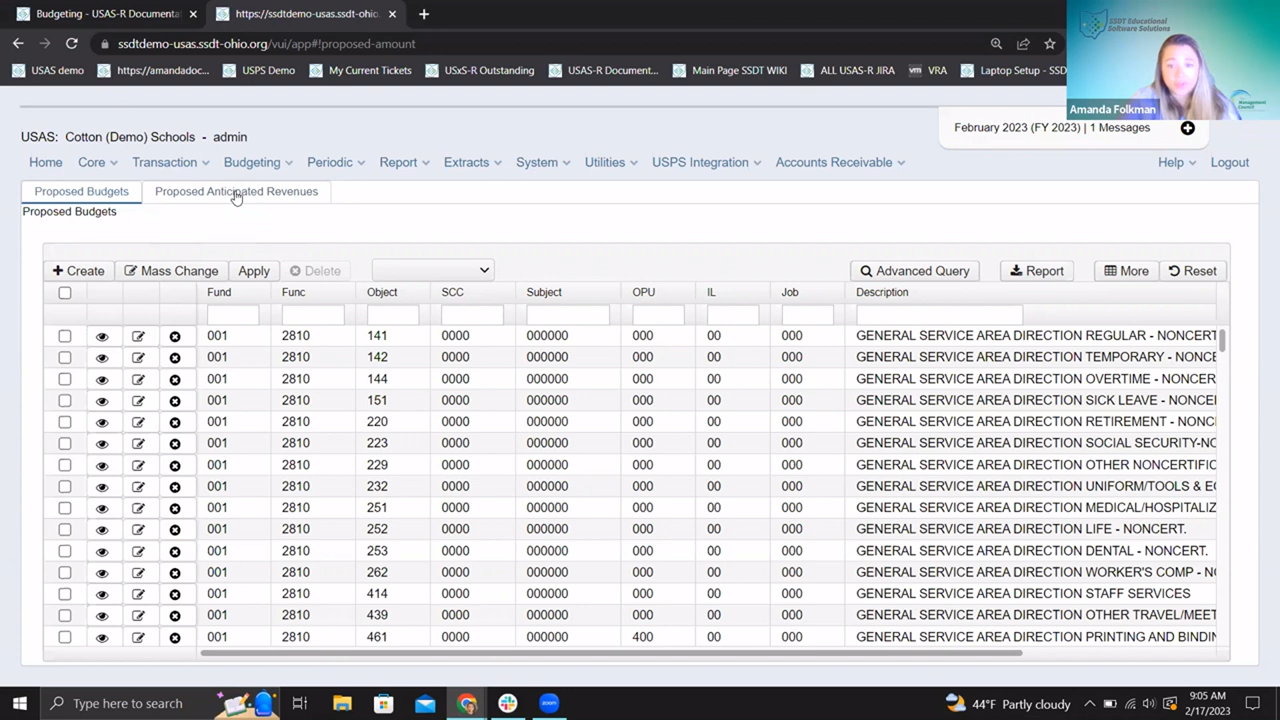 Budgeting - USAS-R Documentat
https://ssdtdemo-usas.ssdt-ohio.
ssdtdemo-usas.ssdt-ohio.org/vui/app#!proposed-amount
USAS demo
https://amandadoc...
USPS Demo
My Current Tickets
USxS-R Outstanding
USAS-R Document...
Main Page SSDT WIKI
ALL USAS-R JIRA
vm VRA
Laptop Setup - SSD
SSDT Educational
Software Solutions
Amanda Folkman
Management
Council
USAS: Cotton (Demo) Schools - admin
February 2023 (FY 2023) | 1 Messages
Home Core Transaction Budgeting Periodic Report Extracts System Utilities USPS Integration Accounts Receivable Help Logout
Proposed Budgets Proposed Anticipated Revenues
Proposed Budgets
Create Mass Change Apply Delete Advanced Query Report More Reset
Fund Func Object SCC Subject OPU IL Job Description
001 2810 141 0000 000000 000 00 000 GENERAL SERVICE AREA DIRECTION REGULAR - NONCERT
001 2810 142 0000 000000 000 00 000 GENERAL SERVICE AREA DIRECTION TEMPORARY - NONCE
001 2810 144 0000 000000 000 00 000 GENERAL SERVICE AREA DIRECTION OVERTIME - NONCER
001 2810 151 0000 000000 000 00 000 GENERAL SERVICE AREA DIRECTION SICK LEAVE - NONCE
001 2810 220 0000 000000 000 00 000 GENERAL SERVICE AREA DIRECTION RETIREMENT - NONC
001 2810 223 0000 000000 000 00 000 GENERAL SERVICE AREA DIRECTION SOCIAL SECURITY-NO
001 2810 229 0000 000000 000 00 000 GENERAL SERVICE AREA DIRECTION OTHER NONCERTIFIC
001 2810 232 0000 000000 000 00 000 GENERAL SERVICE AREA DIRECTION UNIFORM/TOOLS & E
001 2810 251 0000 000000 000 00 000 GENERAL SERVICE AREA DIRECTION MEDICAL/HOSPITALIZ
001 2810 252 0000 000000 000 00 000 GENERAL SERVICE AREA DIRECTION LIFE - NONCERT.
001 2810 253 0000 000000 000 00 000 GENERAL SERVICE AREA DIRECTION DENTAL - NONCERT.
001 2810 262 0000 000000 000 00 000 GENERAL SERVICE AREA DIRECTION WORKER'S COMP - NO
001 2810 414 0000 000000 000 00 000 GENERAL SERVICE AREA DIRECTION STAFF SERVICES
001 2810 439 0000 000000 000 00 000 GENERAL SERVICE AREA DIRECTION OTHER TRAVEL/MEET
001 2810 461 0000 000000 400 00 000 GENERAL SERVICE AREA DIRECTION PRINTING AND BINDIN
Type here to search
zoom
44°F Partly cloudy
9:05 AM
2/17/2023